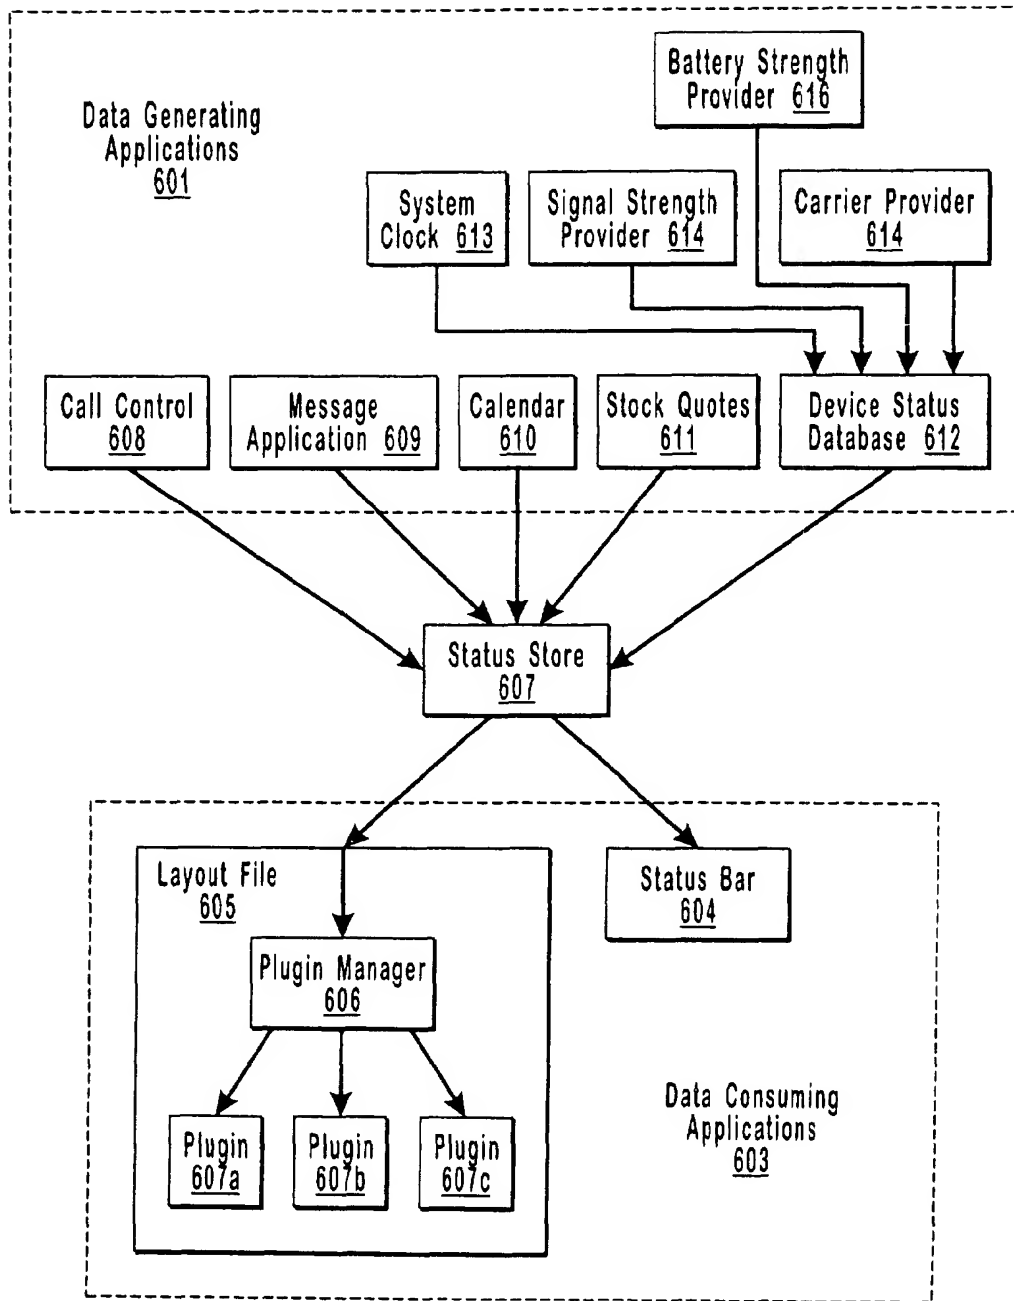 Battery Strength
Provider 616
Data Generating
Applications
601
System
Clock 613
Signal Strength
Provider 614
Carrier Provider
614
Call Control
608
Message
Application 609
Calendar
610
Stock Quotes
611
Device Status
Database 612
Status Store
607
Layout File
605
Status Bar
604
Plugin Manager
606
Data Consuming
Applications
603
Plugin
607a
Plugin
607b
Plugin
607c